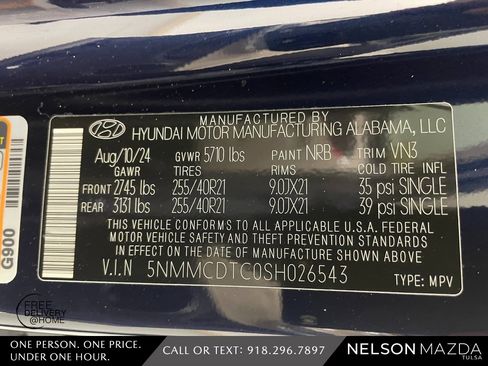 MANUFACTURED BY
HYUNDAI MOTOR MANUFACTURING ALABAMA, LLC
Aug/10/24 GVWR 5710 lbs PAINT NRB TRIM VN3
GAWR TIRES RIMS COLD TIRE INFL
FRONT 2745 lbs 255/40R21 9.0JX21 35 psi SINGLE
REAR 3131 lbs 255/40R21 9.0JX21 39 psi SINGLE
THIS VEHICLE CONFORMS TO ALL APPLICABLE U.S.A. FEDERAL
MOTOR VEHICLE SAFETY AND THEFT PREVENTION STANDARDS
IN EFFECT ON THE DATE OF MANUFACTURE SHOWN ABOVE
V.I.N 5NMMCDTC0SH026543 TYPE: MPV
G900
FREE
DELIVERY
@HOME
ONE PERSON. ONE PRICE.
UNDER ONE HOUR.
CALL OR TEXT: 918.296.7897
NELSON MAZDA
TULSA